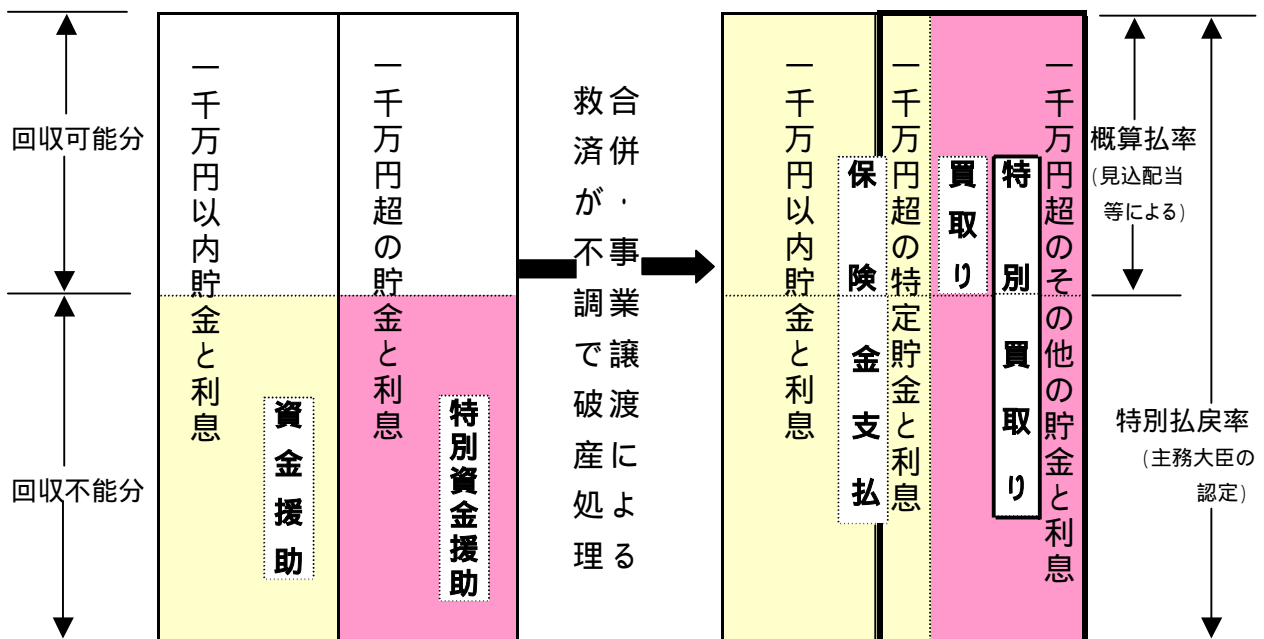 回収可能分
回収不能分
一千万円以内貯金と利息
資金援助
一千万円超の貯金と利息
特別資金援助
合併・事業譲渡による
救済が不調で破産処理
一千万円以内貯金と利息
保険金支払
一千万円超の特定貯金と利息
買取り
特別買取り
一千万円超のその他の貯金と利息
概算払率
(見込配当
等による)
特別払戻率
(主務大臣の
認定)